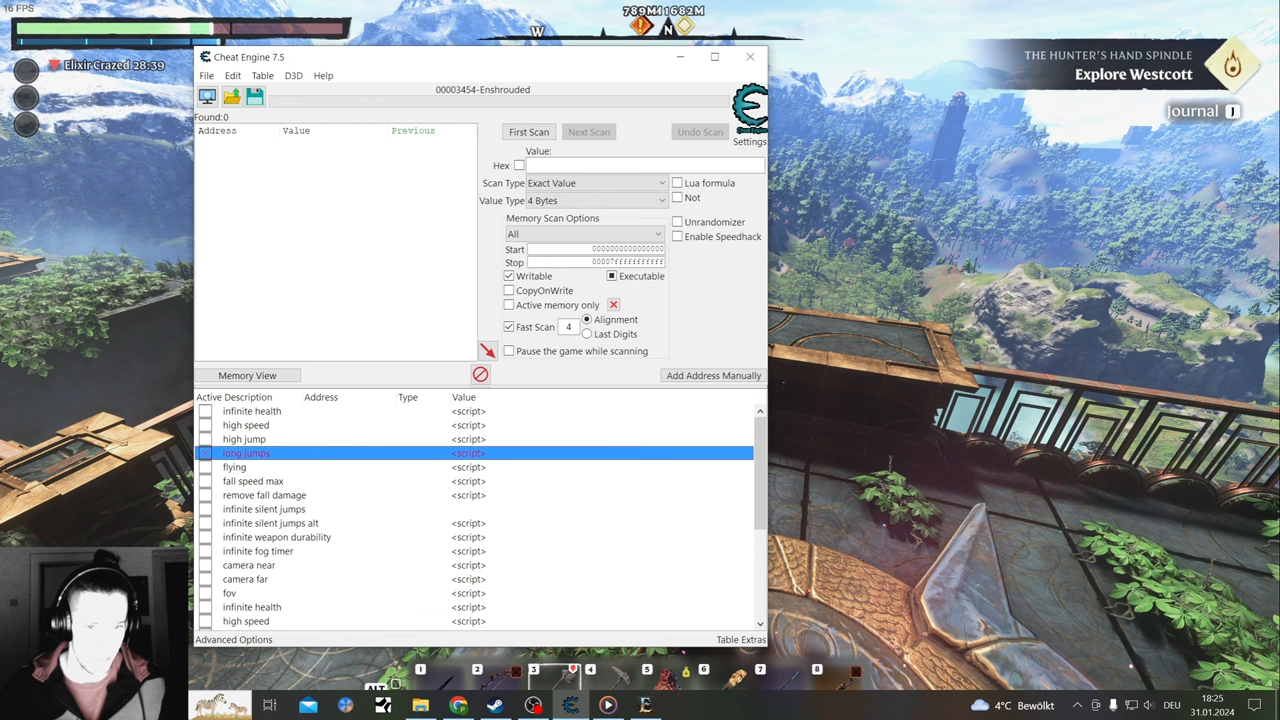 16 FPS
789M 1682M
W
N
Elixir Crazed 28:39
THE HUNTER'S HAND SPINDLE
Explore Westcott
Journal J
Cheat Engine 7.5
File Edit Table D3D Help
00003454-Enshrouded
Found:0
Address Value Previous
First Scan Next Scan Undo Scan
Settings
Value:
Hex
Scan Type Exact Value Lua formula
Value Type 4 Bytes Not
Memory Scan Options
All
Unrandomizer
Enable Speedhack
Start 0000000000000000
Stop 00007fffffffffff
Writable Executable
CopyOnWrite
Active memory only
Fast Scan 4 Alignment
Last Digits
Pause the game while scanning
Memory View Add Address Manually
Active Description Address Type Value
infinite health <script>
high speed <script>
high jump <script>
long jumps <script>
flying <script>
fall speed max <script>
remove fall damage <script>
infinite silent jumps
infinite silent jumps alt <script>
infinite weapon durability <script>
infinite fog timer <script>
camera near <script>
camera far <script>
fov <script>
infinite health <script>
high speed <script>
Advanced Options Table Extras
1 2 3 4 5 6 7 8
ALT
4°C Bewölkt
DEU
18:25
31.01.2024